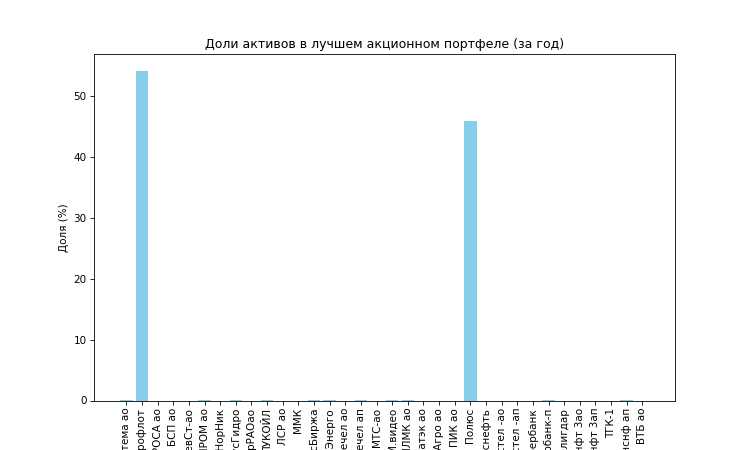 Доли активов в лучшем акционном портфеле (за год)
Доля (%)
50
40
30
20
10
0
тема ао
рофлот
РОСА ао
БСП ао
евСт-ао
ПРОМ ао
НорНик
сГидро
рРАОао
ЛУКОЙЛ
ЛСР ао
ММК
сБиржа
Энерго
ечел ао
ечел ап
МТС-ао
М.видео
ЛМК ао
атэк ао
Агро ао
ПИК ао
Полюс
снефть
стел -ао
стел -ап
ербанк
рбанк-п
лигдар
нфт 3ао
нфт 3ап
ТГК-1
нснф ап
ВТБ ао